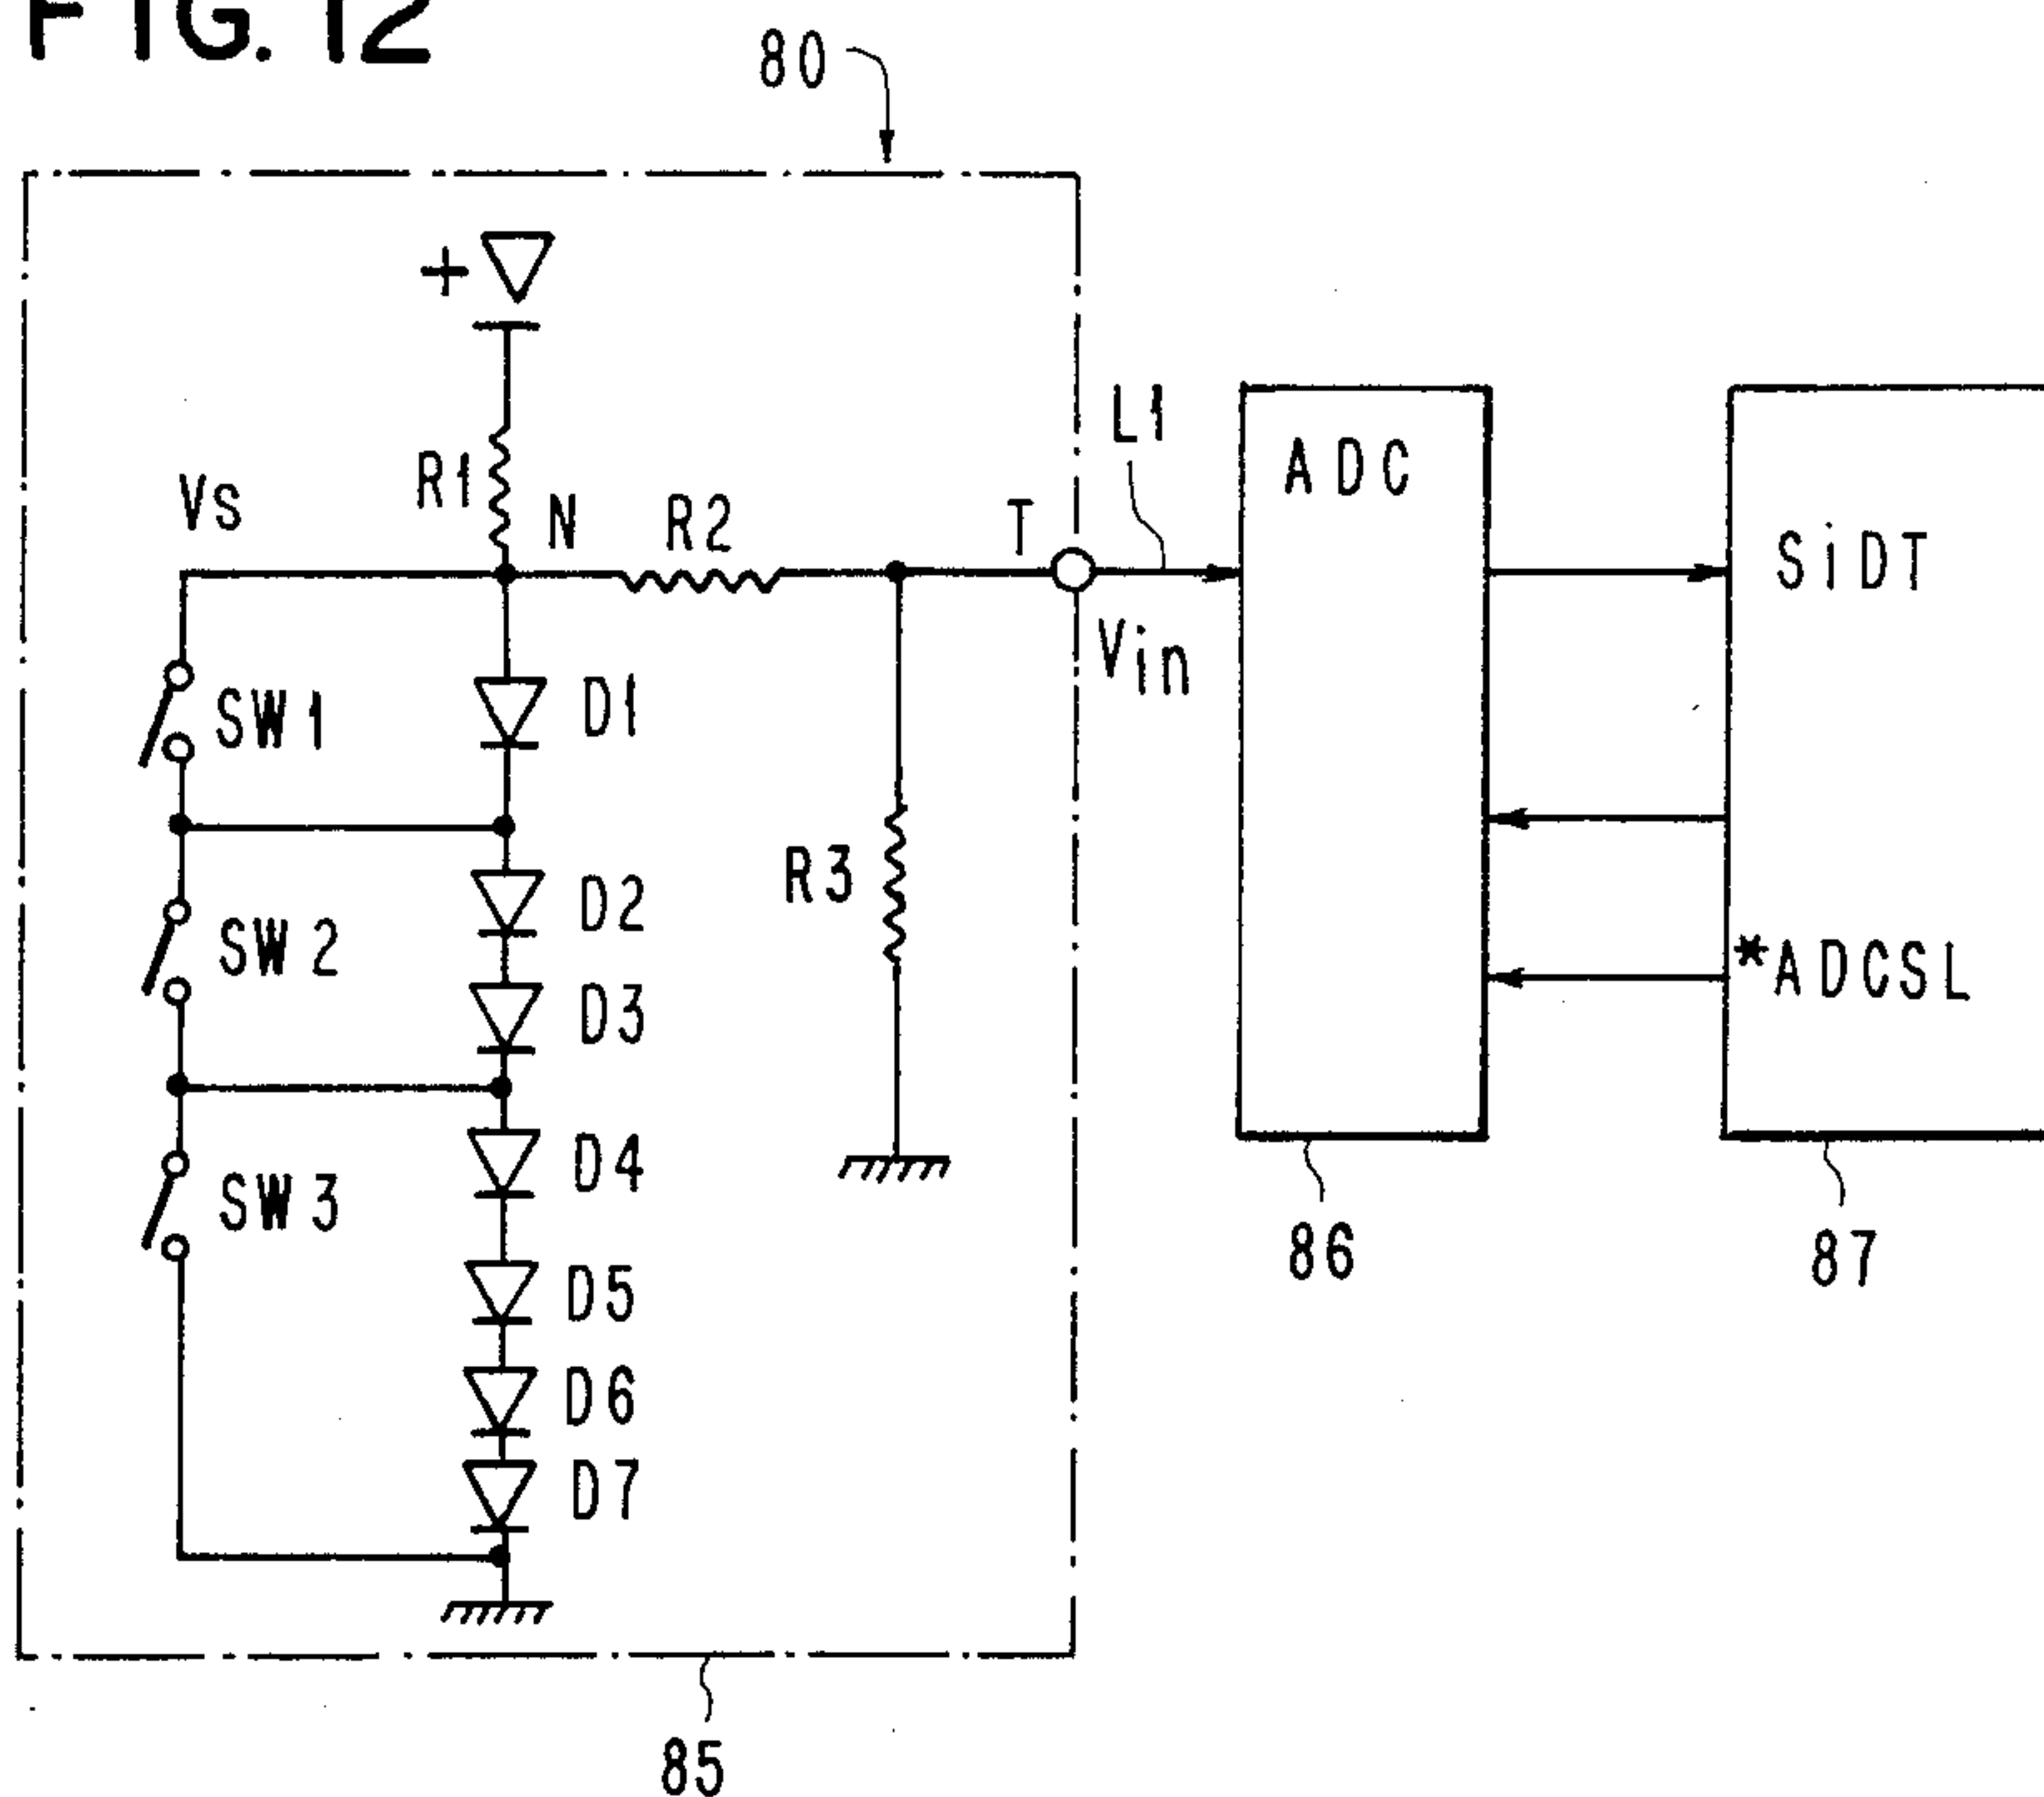 FIG. 12
80
+
R1
Vs
N
R2
T
L1
ADC
SiDT
Vin
SW1
D1
D2
SW2
R3
*ADCSL
D3
D4
SW3
86
87
D5
D6
D7
85